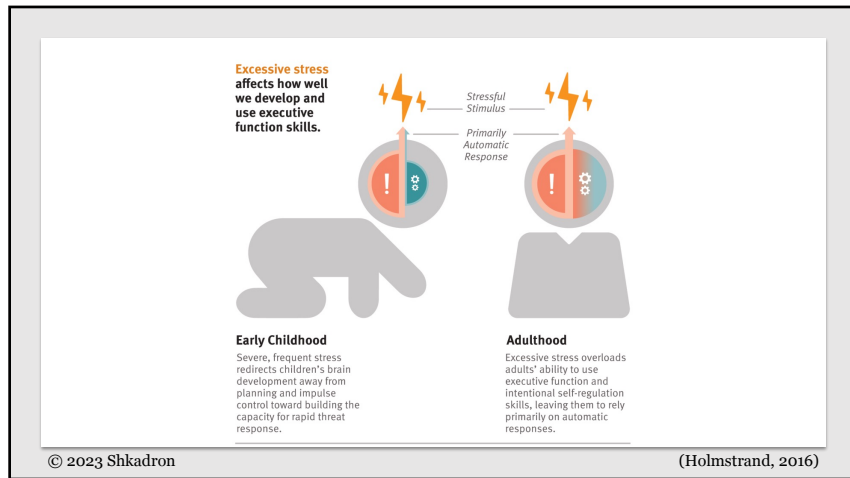 Excessive stress
affects how well
we develop and
use executive
function skills.
Stressful
Stimulus
Primarily
Automatic
Response
!
!
Early Childhood
Severe, frequent stress
redirects children's brain
development away from
planning and impulse
control toward building the
capacity for rapid threat
response.
Adulthood
Excessive stress overloads
adults' ability to use
executive function and
intentional self-regulation
skills, leaving them to rely
primarily on automatic
responses.
© 2023 Shkadron
(Holmstrand, 2016)